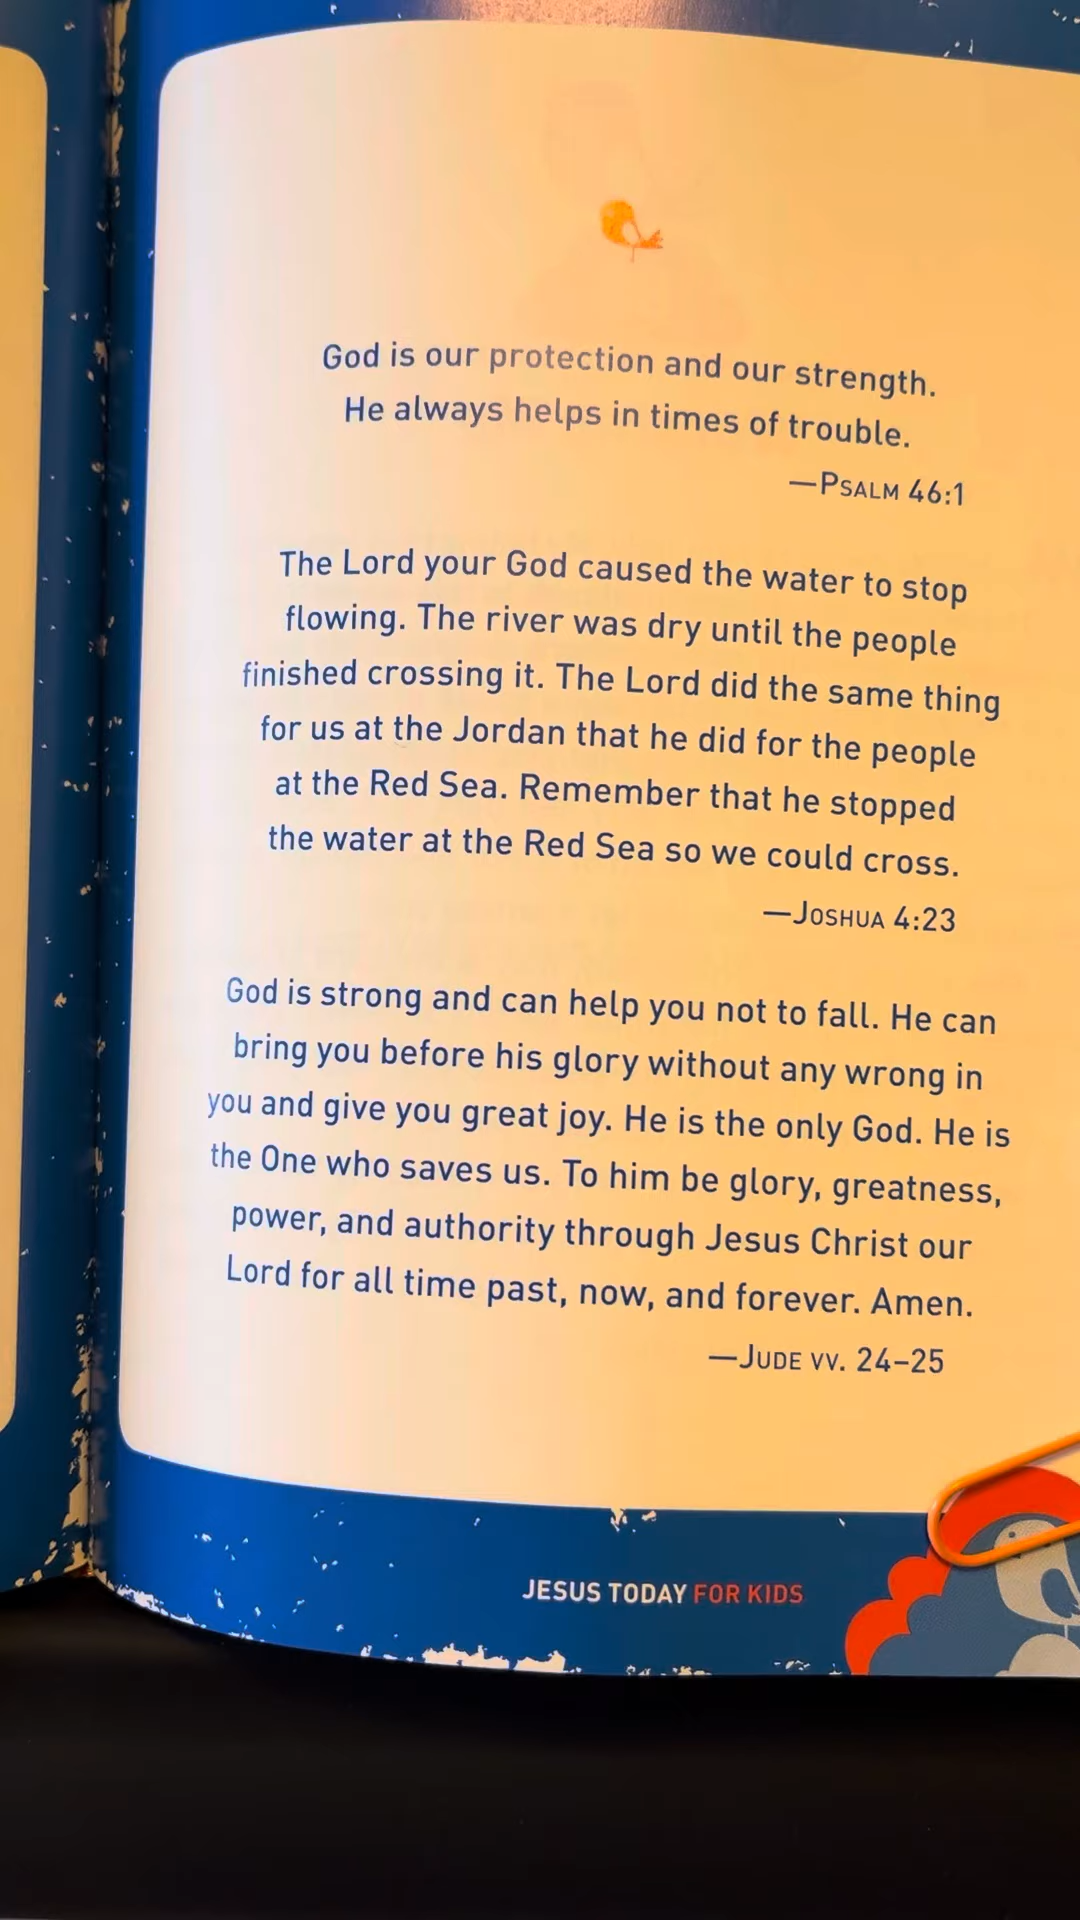 God is our protection and our strength.
He always helps in times of trouble.
—Psalm 46:1
The Lord your God caused the water to stop
flowing. The river was dry until the people
finished crossing it. The Lord did the same thing
for us at the Jordan that he did for the people
at the Red Sea. Remember that he stopped
the water at the Red Sea so we could cross.
—Joshua 4:23
God is strong and can help you not to fall. He can
bring you before his glory without any wrong in
you and give you great joy. He is the only God. He is
the One who saves us. To him be glory, greatness,
power, and authority through Jesus Christ our
Lord for all time past, now, and forever. Amen.
—Jude vv. 24–25
JESUS TODAY FOR KIDS